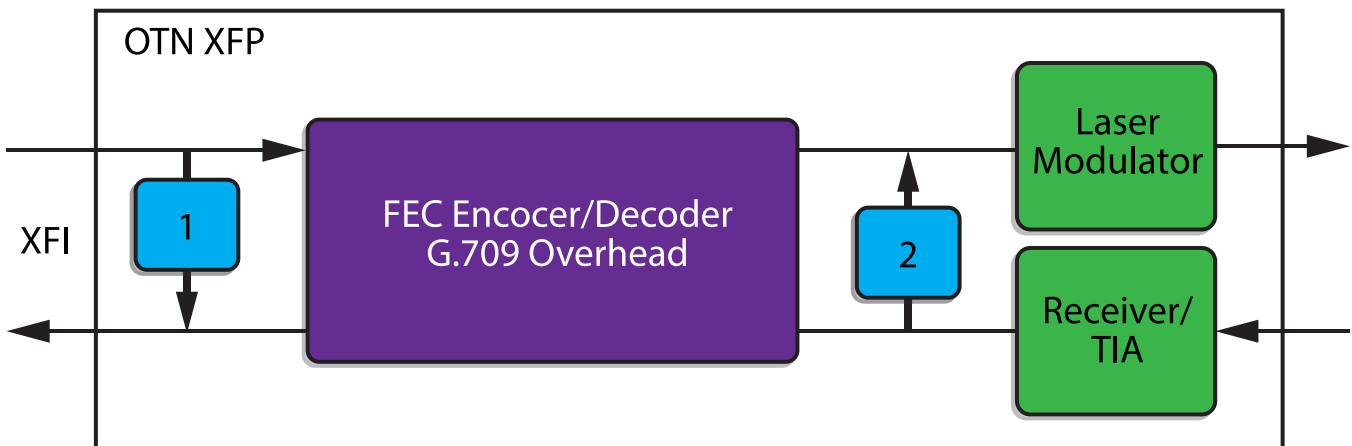 OTN XFP
Laser
Modulator
1
FEC Encocer/Decoder
G.709 Overhead
XFI
2
Receiver/
TIA